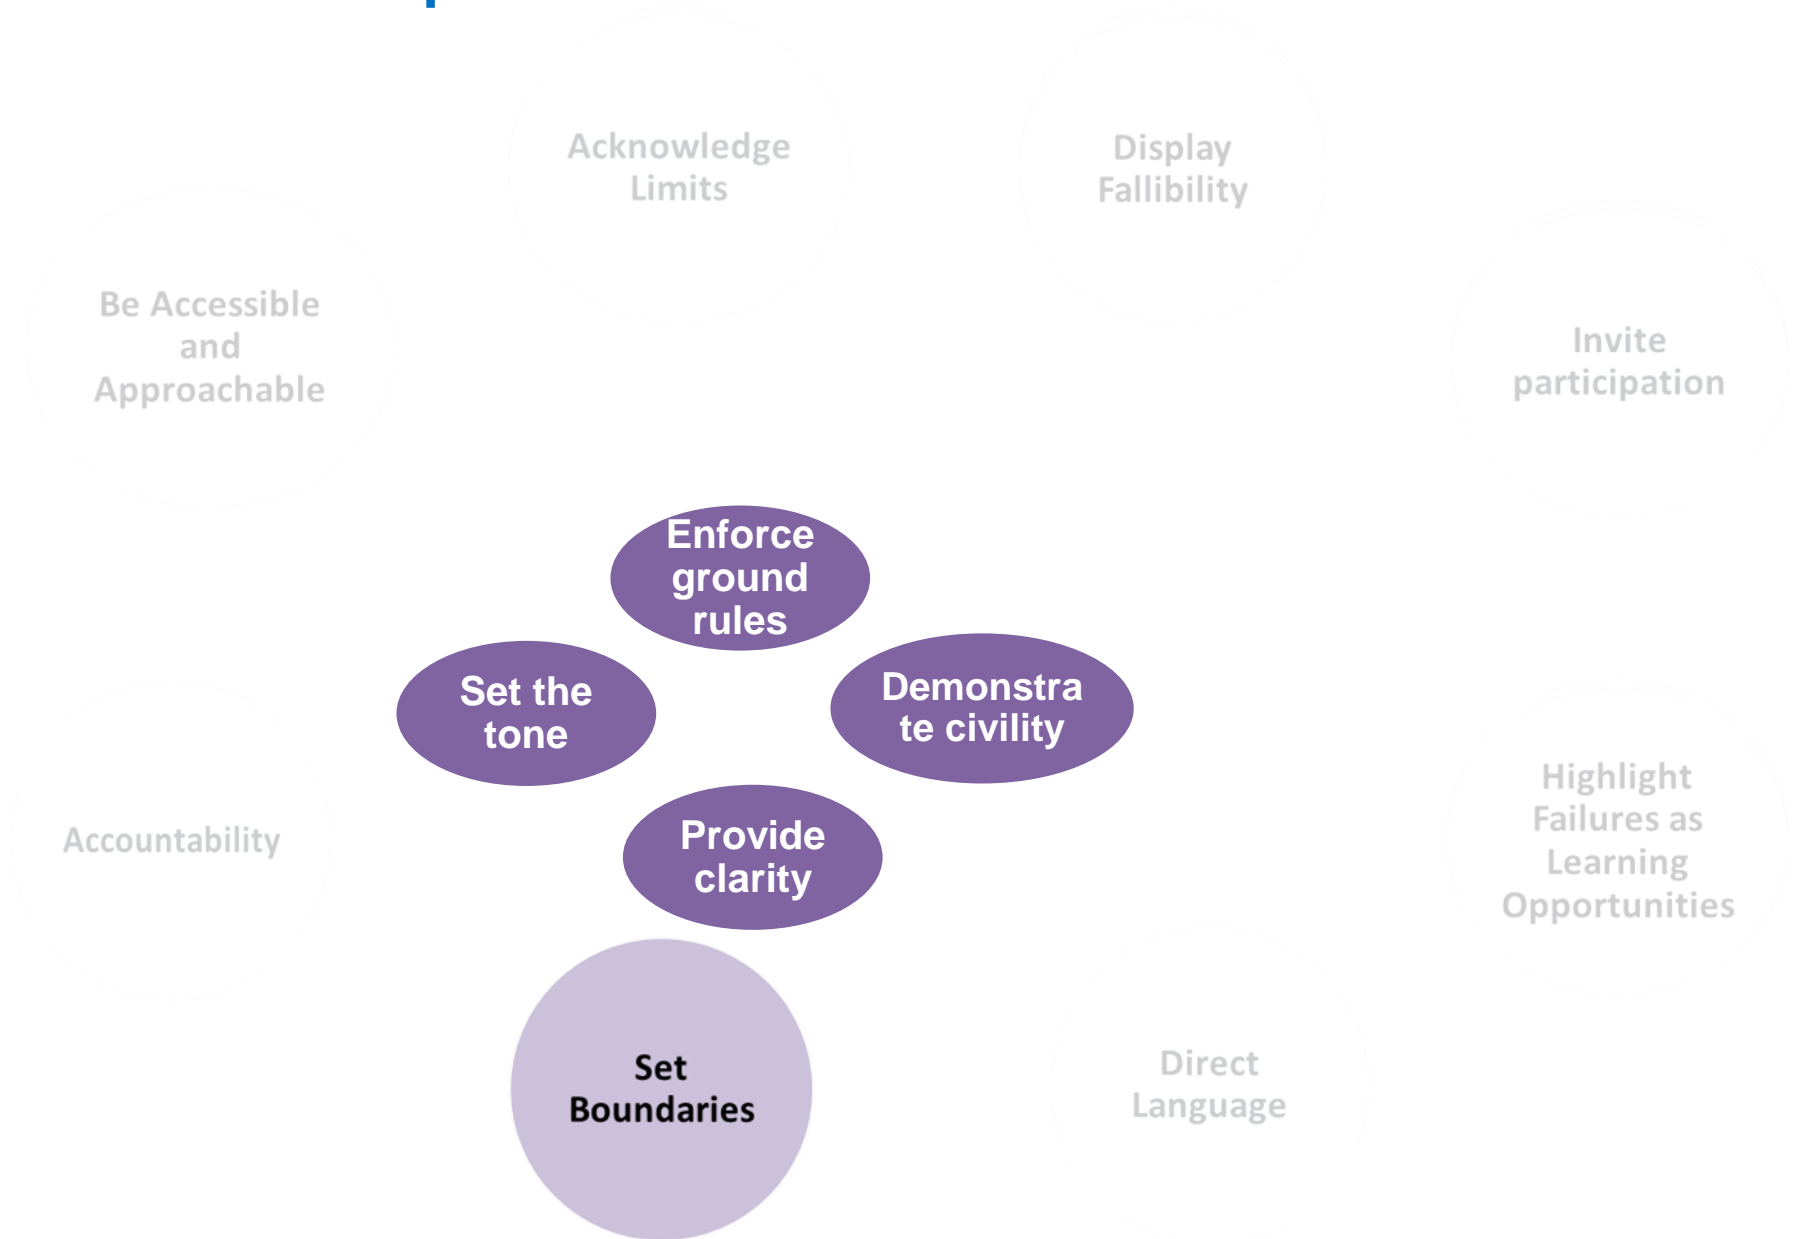 Acknowledge
Limits
Display
Fallibility
Be Accessible
and
Approachable
Invite
participation
Enforce
ground
rules
Set the
tone
Demonstra
te civility
Provide
clarity
Accountability
Highlight
Failures as
Learning
Opportunities
Set
Boundaries
Direct
Language